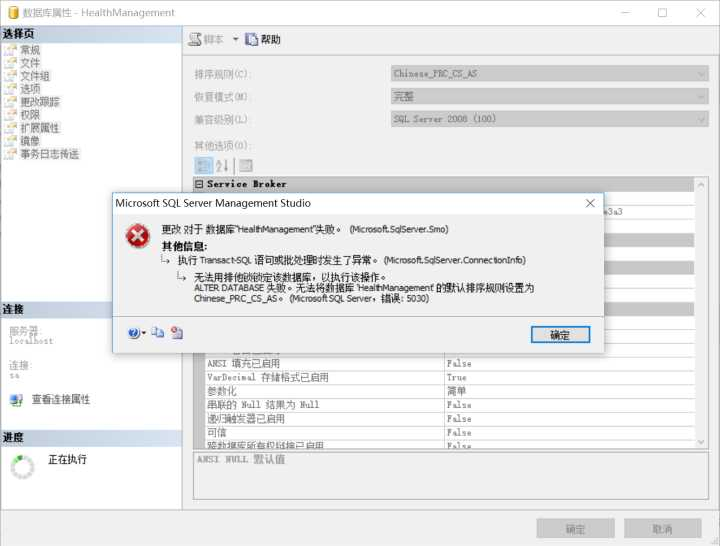 数据库属性 - HealthManagement
选择页
常规
文件
文件组
选项
更改跟踪
权限
扩展属性
镜像
事务日志传送
脚本
帮助
排序规则(C):
Chinese_PRC_CS_AS
恢复模式(M):
完整
兼容级别(L):
SQL Server 2008 (100)
其他选项(O):
Service Broker
e3a3
Microsoft SQL Server Management Studio
更改 对于 数据库"HealthManagement"失败。 (Microsoft.SqlServer.Smo)
其他信息:
执行 Transact-SQL 语句或批处理时发生了异常。 (Microsoft.SqlServer.ConnectionInfo)
无法用排他锁锁定该数据库，以执行该操作。
ALTER DATABASE 失败。无法将数据库 'HealthManagement' 的默认排序规则设置为
Chinese_PRC_CS_AS。 (Microsoft SQL Server，错误: 5030)
确定
连接
服务器:
localhost
连接:
sa
查看连接属性
进度
正在执行
ANSI 填充已启用 False
VarDecimal 存储格式已启用 True
参数化 简单
串联的 Null 结果为 Null False
递归触发器已启用 False
可信 False
跨数据库所有权链接已启用 False
ANSI NULL 默认值
确定
取消